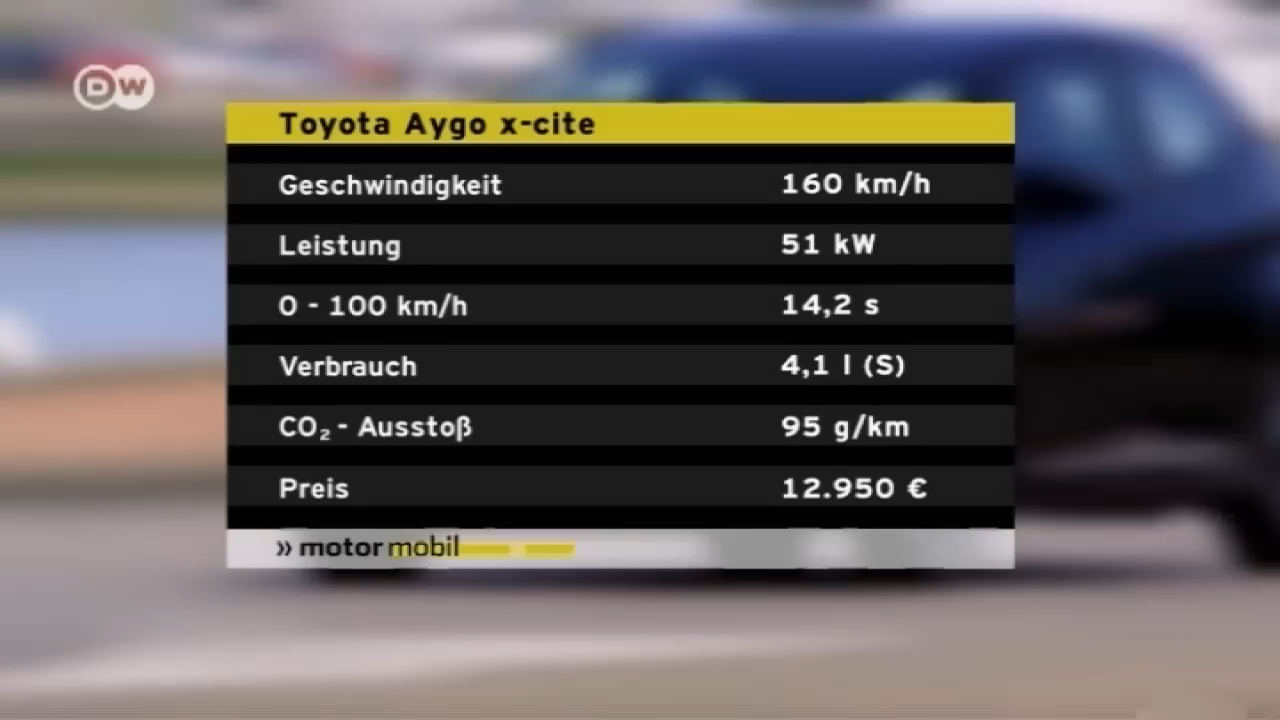 DW
Toyota Aygo x-cite
Geschwindigkeit 160 km/h
Leistung 51 kW
0 - 100 km/h 14,2 s
Verbrauch 4,1 l (S)
CO₂ - Ausstoß 95 g/km
Preis 12.950 €
» motor mobil